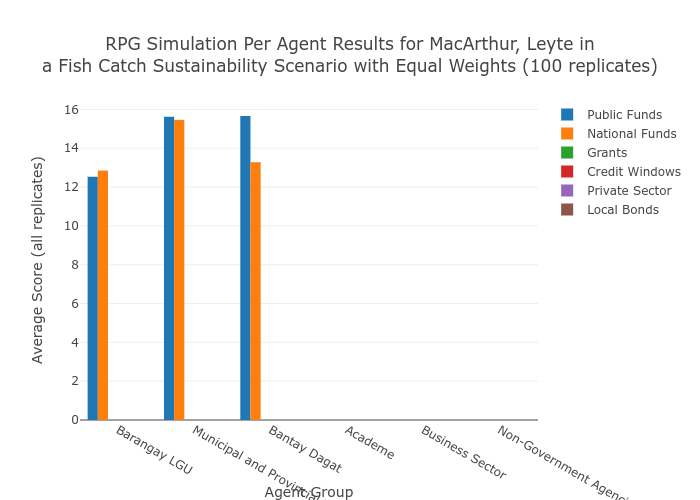 RPG Simulation Per Agent Results for MacArthur, Leyte in
a Fish Catch Sustainability Scenario with Equal Weights (100 replicates)
Public Funds
National Funds
Grants
Credit Windows
Private Sector
Local Bonds
Average Score (all replicates)
16
14
12
10
8
6
4
2
0
Barangay LGU
Municipal and
Bantay Dagat
Academe
Business Sector
Non-Government
Agent Group